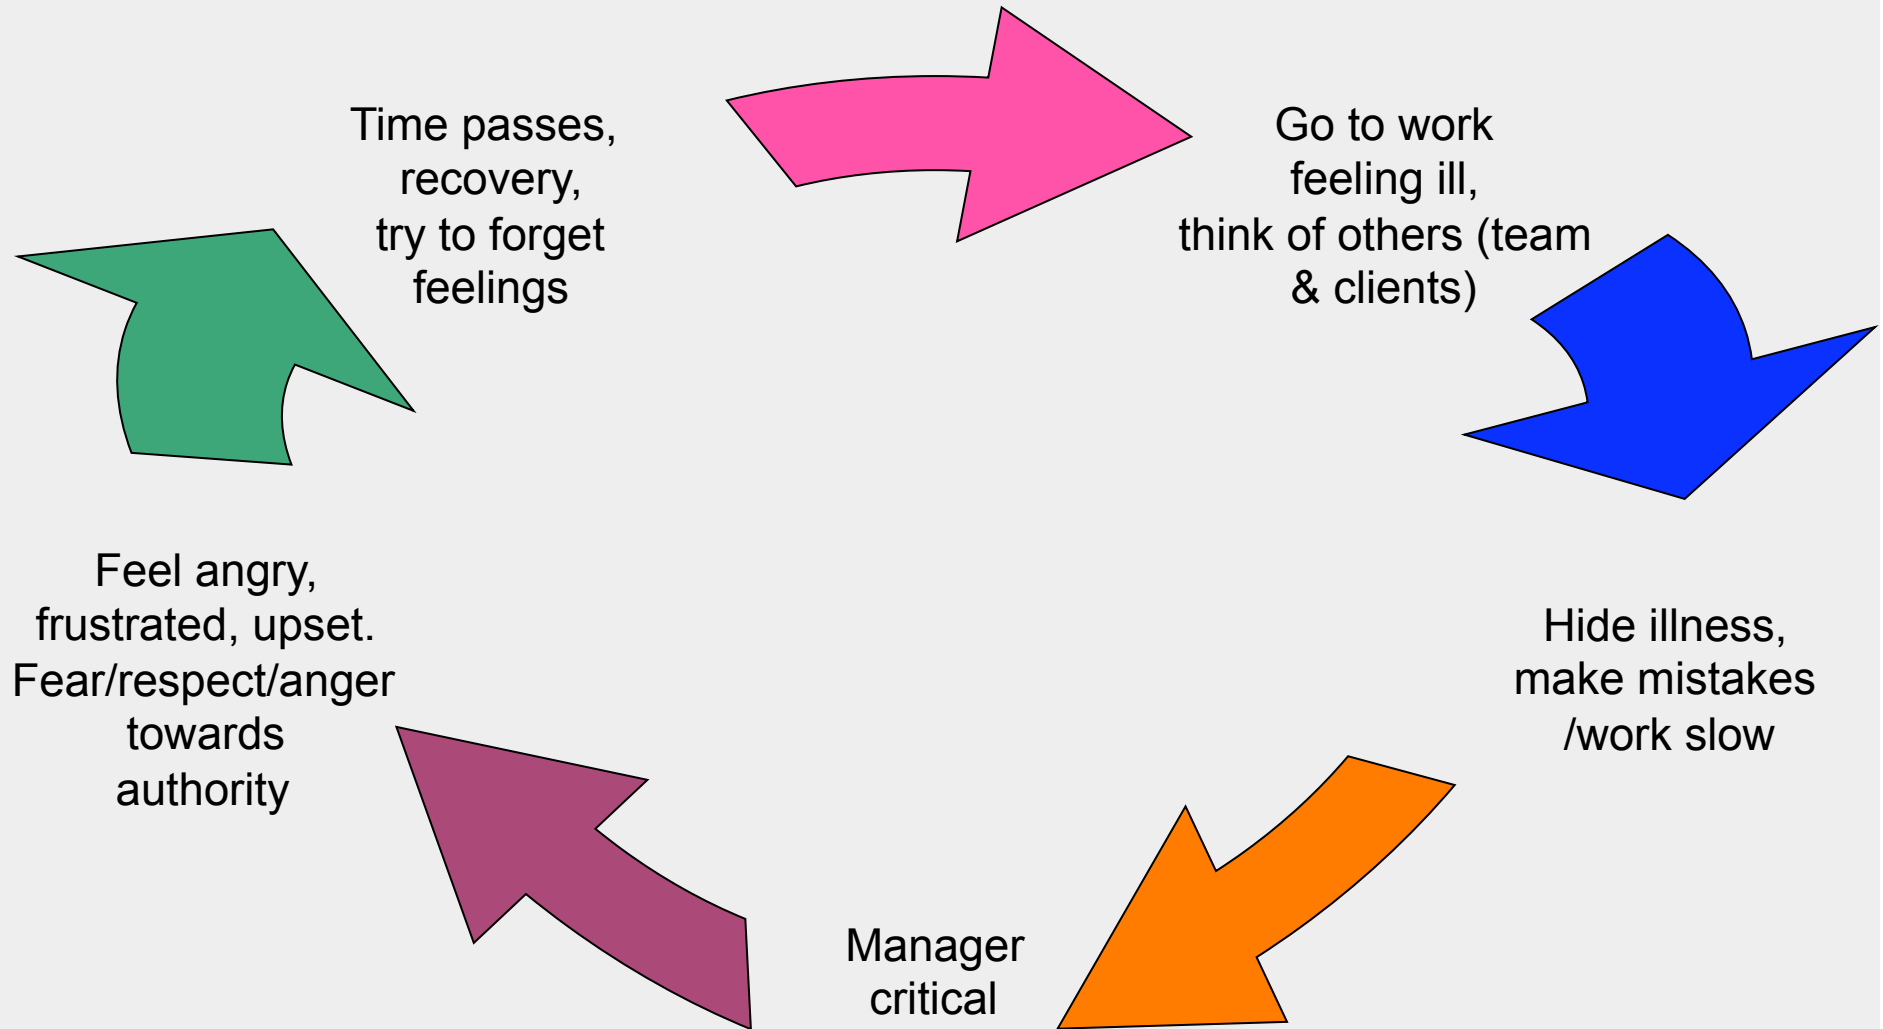 Time passes,
recovery,
try to forget
feelings
Go to work
feeling ill,
think of others (team
& clients)
Hide illness,
make mistakes
/work slow
Manager
critical
Feel angry,
frustrated, upset.
Fear/respect/anger
towards
authority